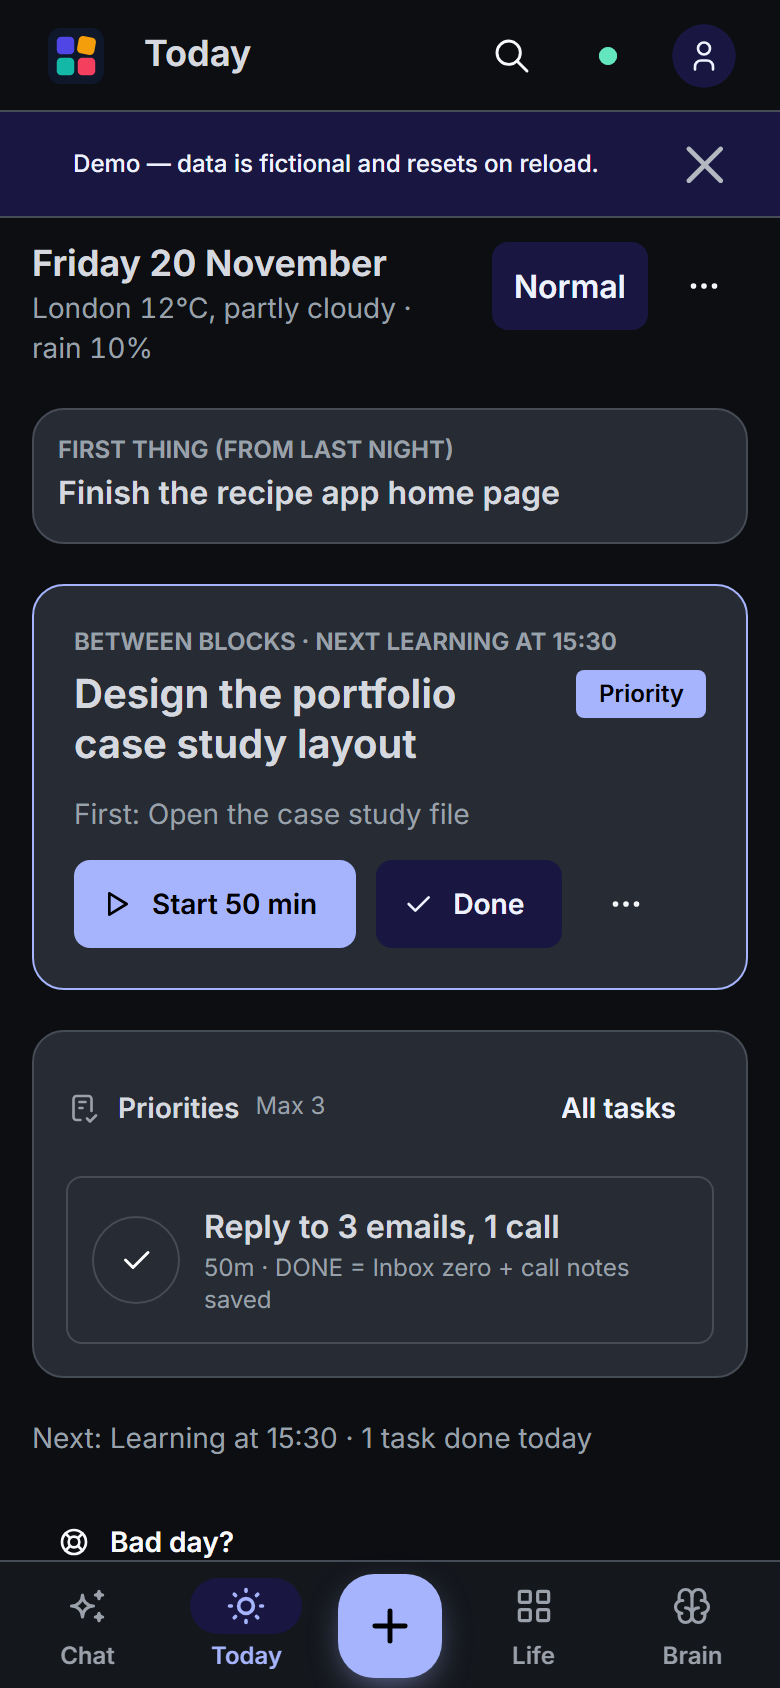 Today
Demo — data is fictional and resets on reload.
Friday 20 November
Normal
London 12°C, partly cloudy ·
rain 10%
FIRST THING (FROM LAST NIGHT)
Finish the recipe app home page
BETWEEN BLOCKS · NEXT LEARNING AT 15:30
Design the portfolio
case study layout
Priority
First: Open the case study file
Start 50 min
Done
Priorities
Max 3
All tasks
Reply to 3 emails, 1 call
50m · DONE = Inbox zero + call notes
saved
Next: Learning at 15:30 · 1 task done today
Bad day?
Chat
Today
Life
Brain